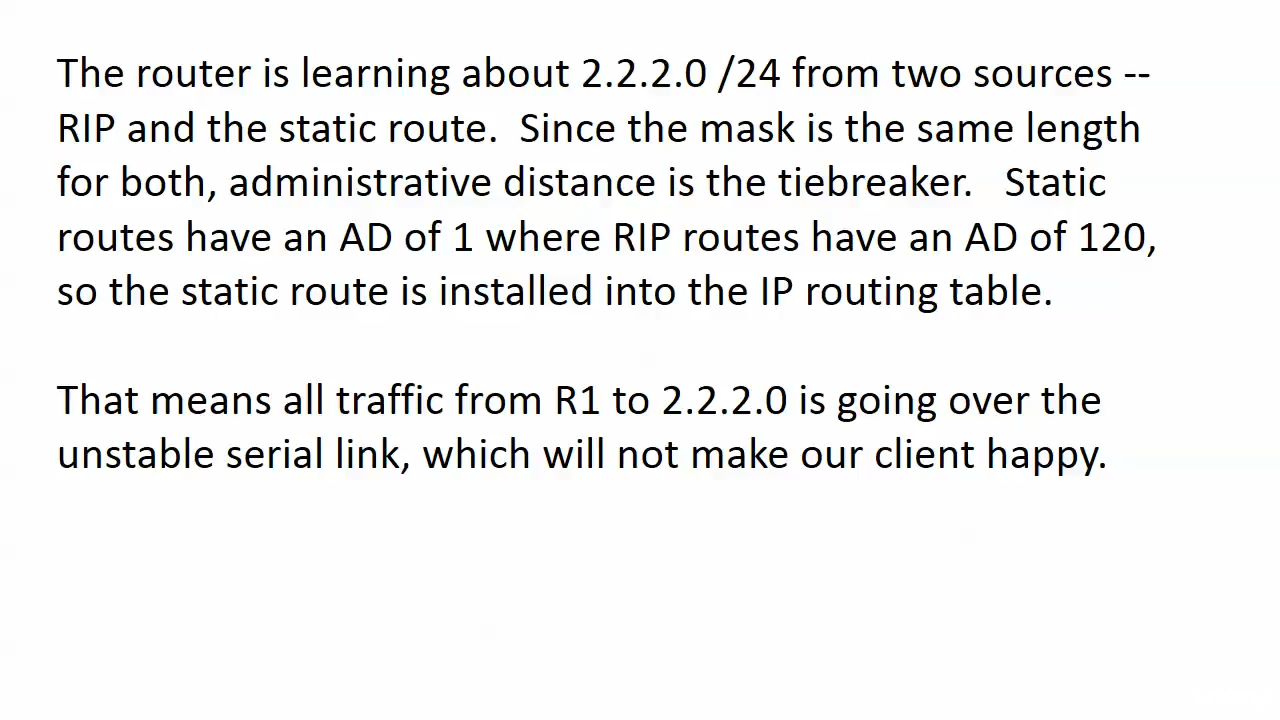 The router is learning about 2.2.2.0 /24 from two sources --
RIP and the static route.  Since the mask is the same length
for both, administrative distance is the tiebreaker.   Static
routes have an AD of 1 where RIP routes have an AD of 120,
so the static route is installed into the IP routing table.
That means all traffic from R1 to 2.2.2.0 is going over the
unstable serial link, which will not make our client happy.